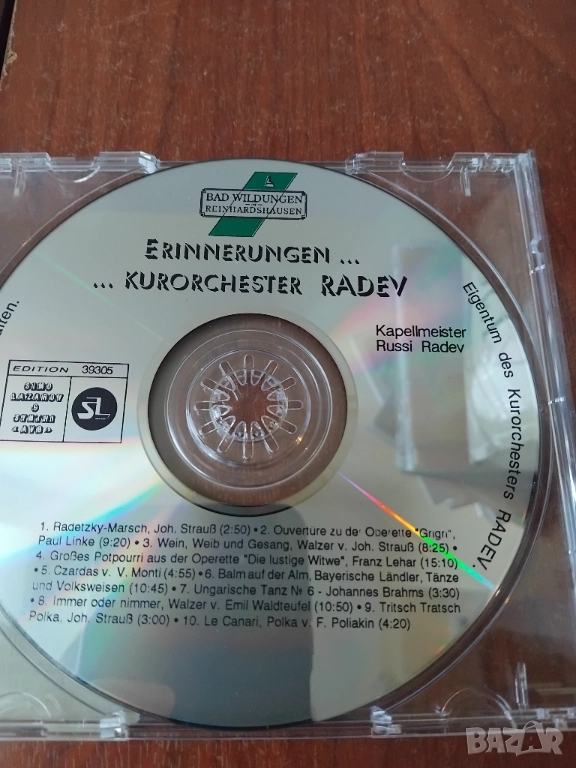 BAD WILDUNGEN
REINHARDSHAUSEN
ERINNERUNGEN ...
... KURORCHESTER RADEV
Kapellmeister
Russi Radev
Eigentum des Kurorchesters RADEV.
EDITION 39305
SIMO
LAZAROV
SL
1. Radetzky-Marsch, Joh. Strauß (2:50) • 2. Ouvertüre zu der Operette "Grigri",
Paul Linke (9:20) • 3. Wein, Weib und Gesang, Walzer v. Joh. Strauß (8:25) •
4. Großes Potpourri aus der Operette "Die lustige Witwe", Franz Lehar (15:10)
• 5. Czardas v. V. Monti (4:55) • 6. Balm auf der Alm, Bayerische Ländler, Tänze
und Volksweisen (10:45) • 7. Ungarische Tanz № 6 - Johannes Brahms (3:30)
• 8. Immer oder nimmer, Walzer v. Emil Waldteufel (10:50) • 9. Tritsch Tratsch
Polka, Joh. Strauß (3:00) • 10. Le Canari, Polka v. F. Poliakin (4:20)
BAZAR